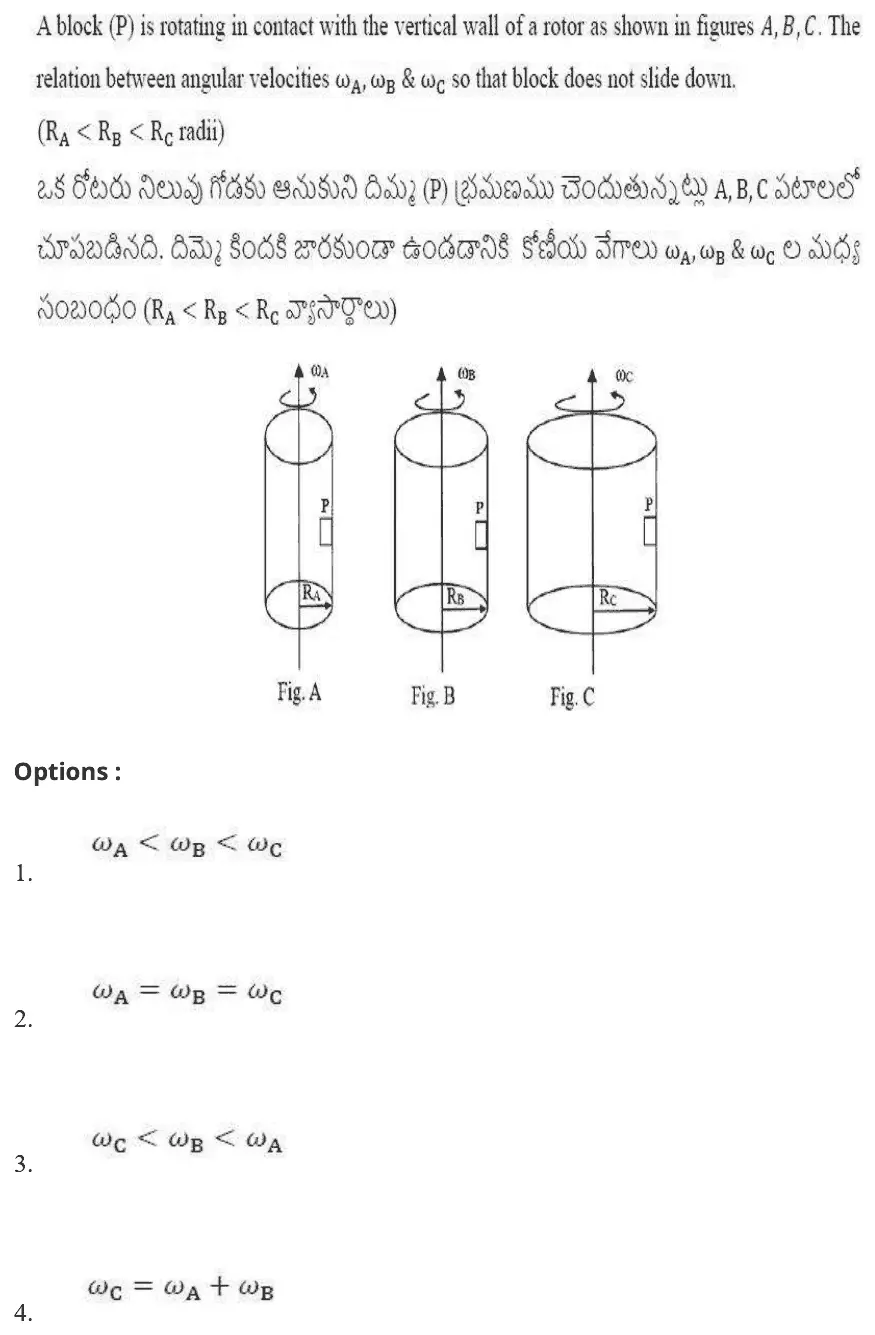 A block (P) is rotating in contact with the vertical wall of a rotor as shown in figures A, B, C. The
relation between angular velocities ωA, ωB & ωC so that block does not slide down.
(RA < RB < RC radii)
ఒక రోటరు నిలువు గోడకు ఆనుకుని దిమ్మ (P) భ్రమణము చెందుతున్నట్లు A, B, C పటాలలో
చూపబడినది. దిమ్మె కిందకి జారకుండా ఉండడానికి కోణీయ వేగాలు ωA, ωB & ωC ల మధ్య
సంబంధం (RA < RB < RC వ్యాసార్థాలు)
ωA ωB ωC
P P P
RA RB RC
Fig. A Fig. B Fig. C
Options :
1. ωA < ωB < ωC
2. ωA = ωB = ωC
3. ωC < ωB < ωA
4. ωC = ωA + ωB